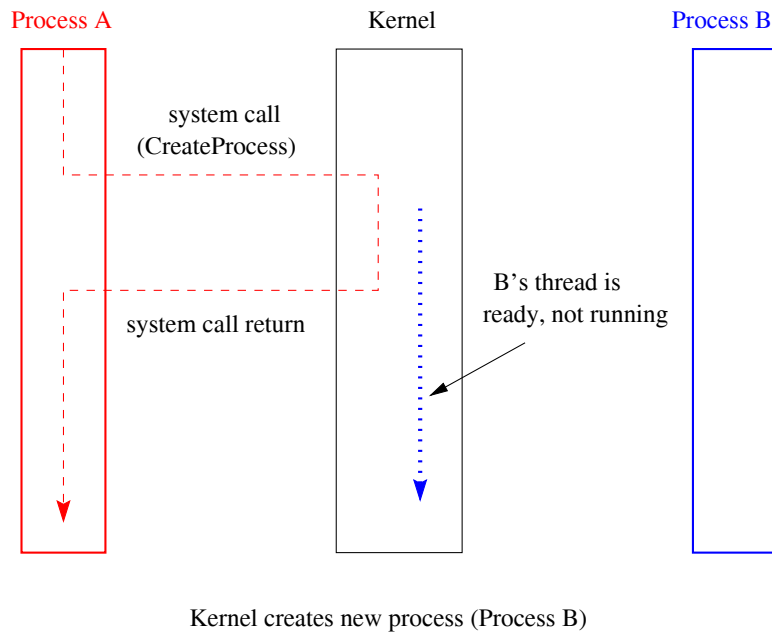 Process A
Kernel
Process B
system call
(CreateProcess)
B's thread is
ready, not running
system call return
Kernel creates new process (Process B)